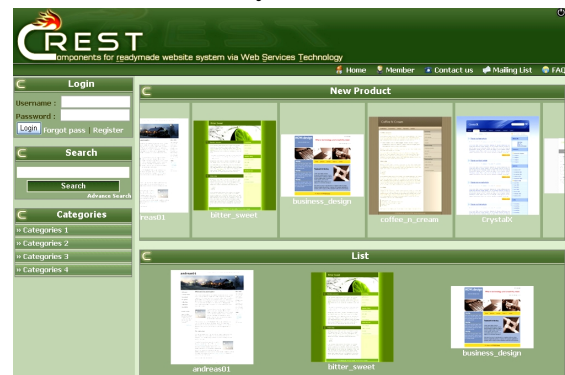 CREST
Components for readymade website system via Web Services Technology
Home Member Contact us Mailing List FAQ
Login
Username :
Password :
Login Forgot pass | Register
Search
Search
Advance Search
Categories
» Categories 1
» Categories 2
» Categories 3
» Categories 4
New Product
reas01 bitter_sweet business_design coffee_n_cream CrystalX
List
andreas01 bitter_sweet business_design